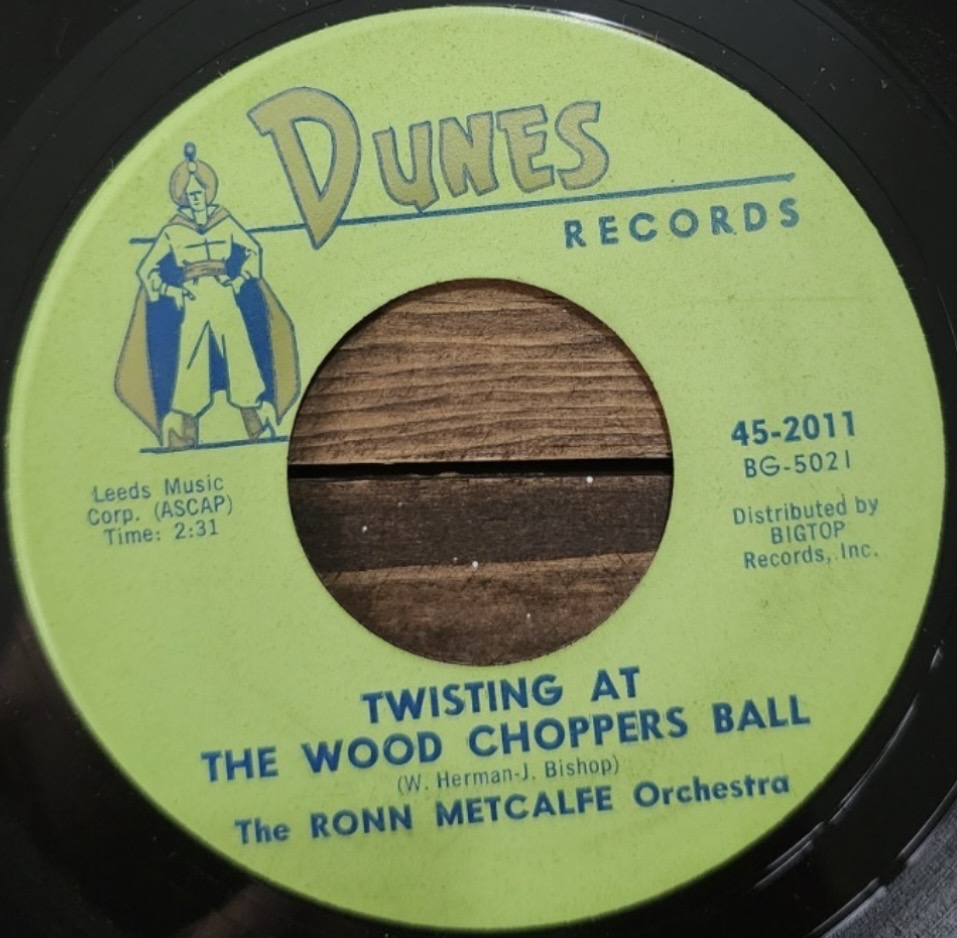 DUNES
RECORDS
45-2011
BG-5021
Leeds Music
Corp. (ASCAP)
Time: 2:31
Distributed by
BIGTOP
Records, Inc.
TWISTING AT
THE WOOD CHOPPERS BALL
(W. Herman-J. Bishop)
The RONN METCALFE Orchestra